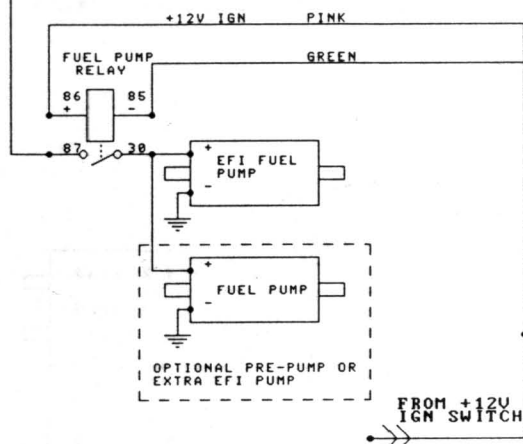 +12V IGN PINK
FUEL PUMP
RELAY
GREEN
86 85
+ -
87 30
+
EFI FUEL
PUMP
-
+
FUEL PUMP
-
OPTIONAL PRE-PUMP OR
EXTRA EFI PUMP
FROM +12V
IGN SWITCH